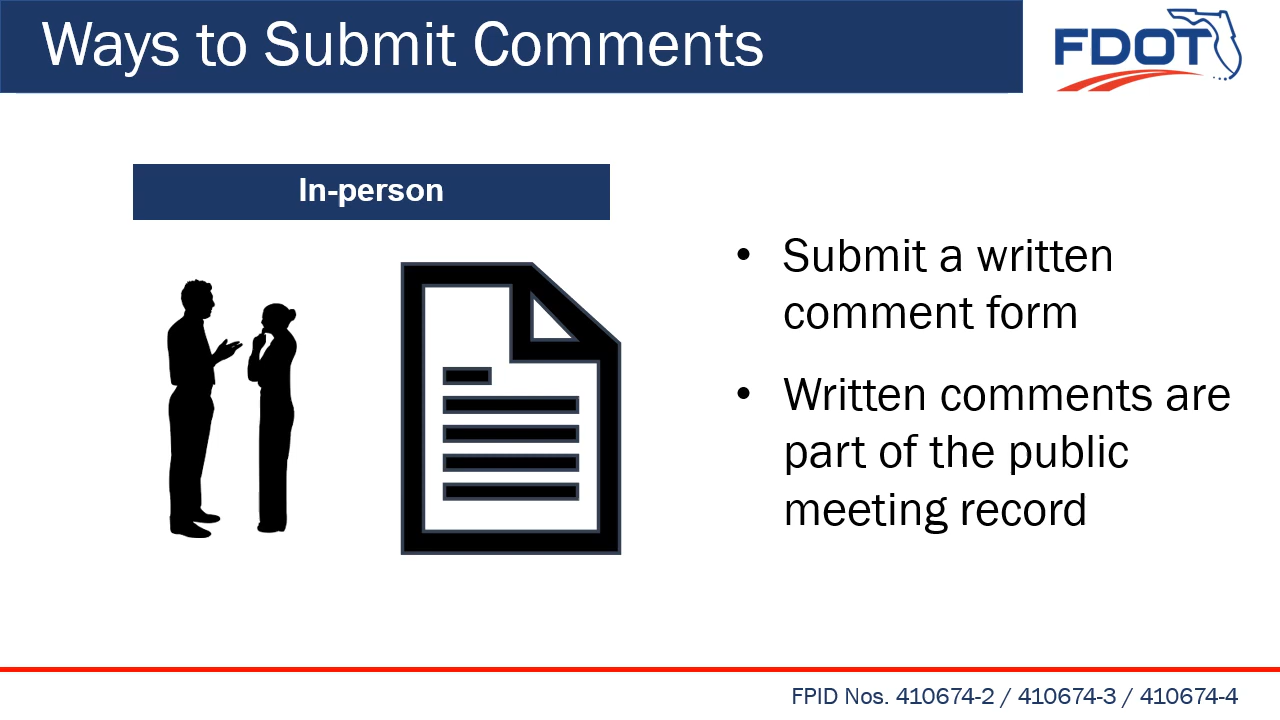 Ways to Submit Comments
FDOT
In-person
• Submit a written
comment form
• Written comments are
part of the public
meeting record
FPID Nos. 410674-2 / 410674-3 / 410674-4